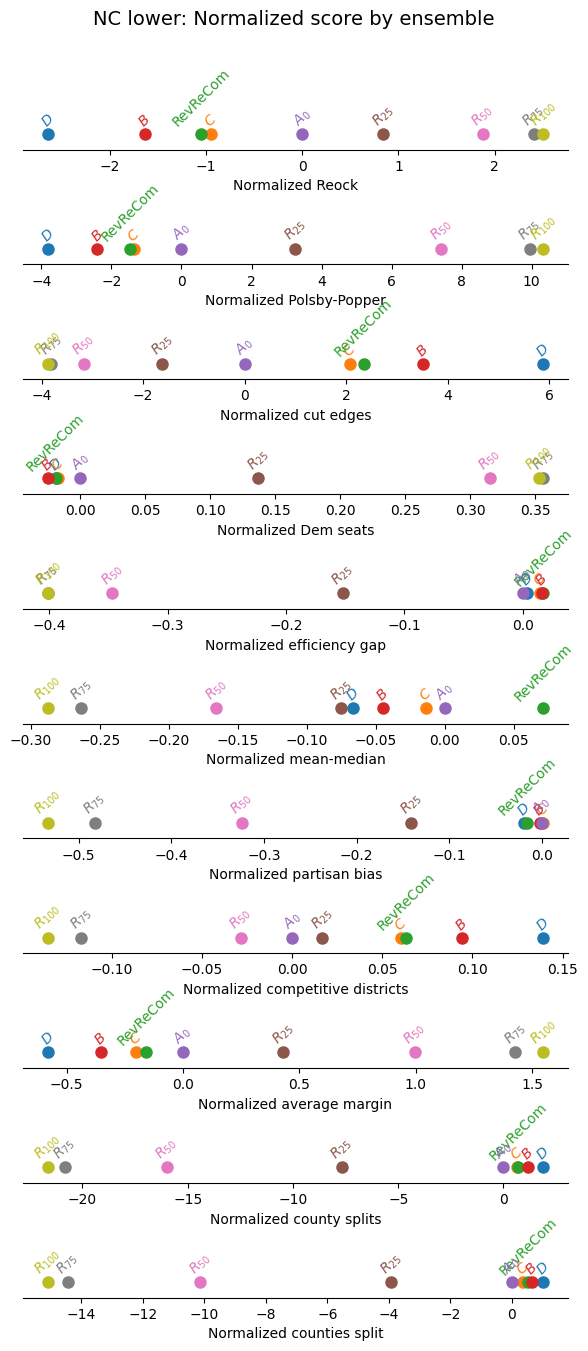 NC lower: Normalized score by ensemble
D B RevReCom C A0 R25 R50 R75 R100
−2 −1 0 1 2
Normalized Reock
D B RevReCom C A0 R25 R50 R75 R100
−4 −2 0 2 4 6 8 10
Normalized Polsby-Popper
R100 R75 R50 R25 A0 C RevReCom B D
−4 −2 0 2 4 6
Normalized cut edges
B RevReCom D C A0 R25 R50 R100 R75
0.00 0.05 0.10 0.15 0.20 0.25 0.30 0.35
Normalized Dem seats
R75 R100 R50 R25 A0 D C B RevReCom
−0.4 −0.3 −0.2 −0.1 0.0
Normalized efficiency gap
R100 R75 R50 R25 D B C A0 RevReCom
−0.30 −0.25 −0.20 −0.15 −0.10 −0.05 0.00 0.05
Normalized mean-median
R100 R75 R50 R25 D RevReCom B A0 C
−0.5 −0.4 −0.3 −0.2 −0.1 0.0
Normalized partisan bias
R100 R75 R50 A0 R25 C RevReCom B D
−0.10 −0.05 0.00 0.05 0.10 0.15
Normalized competitive districts
D B C RevReCom A0 R25 R50 R75 R100
−0.5 0.0 0.5 1.0 1.5
Normalized average margin
R100 R75 R50 R25 A0 C RevReCom B D
−20 −15 −10 −5 0
Normalized county splits
R100 R75 R50 R25 A0 C RevReCom B D
−14 −12 −10 −8 −6 −4 −2 0
Normalized counties split